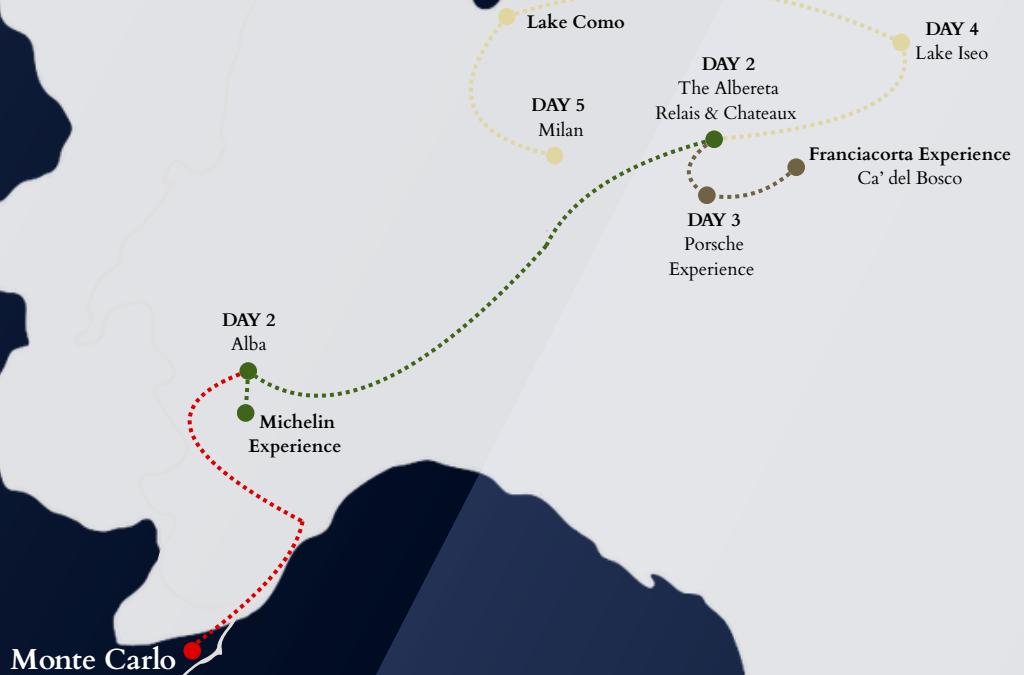 Lake Como
DAY 4
Lake Iseo
DAY 2
The Albereta
Relais & Chateaux
DAY 5
Milan
Franciacorta Experience
Ca’ del Bosco
DAY 3
Porsche
Experience
DAY 2
Alba
Michelin
Experience
Monte Carlo